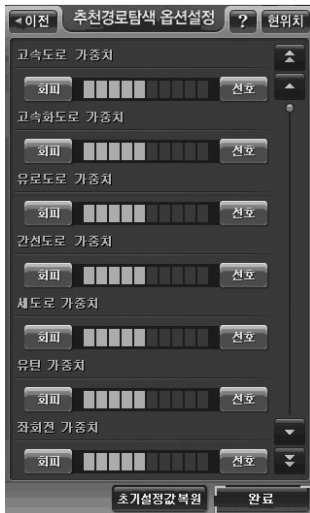 ◀이전 추천경로탐색 옵션설정 ? 현위치
고속도로 가중치
회피 선호
고속화도로 가중치
회피 선호
유료도로 가중치
회피 선호
간선도로 가중치
회피 선호
세도로 가중치
회피 선호
유턴 가중치
회피 선호
좌회전 가중치
회피 선호
초기설정값복원 완료